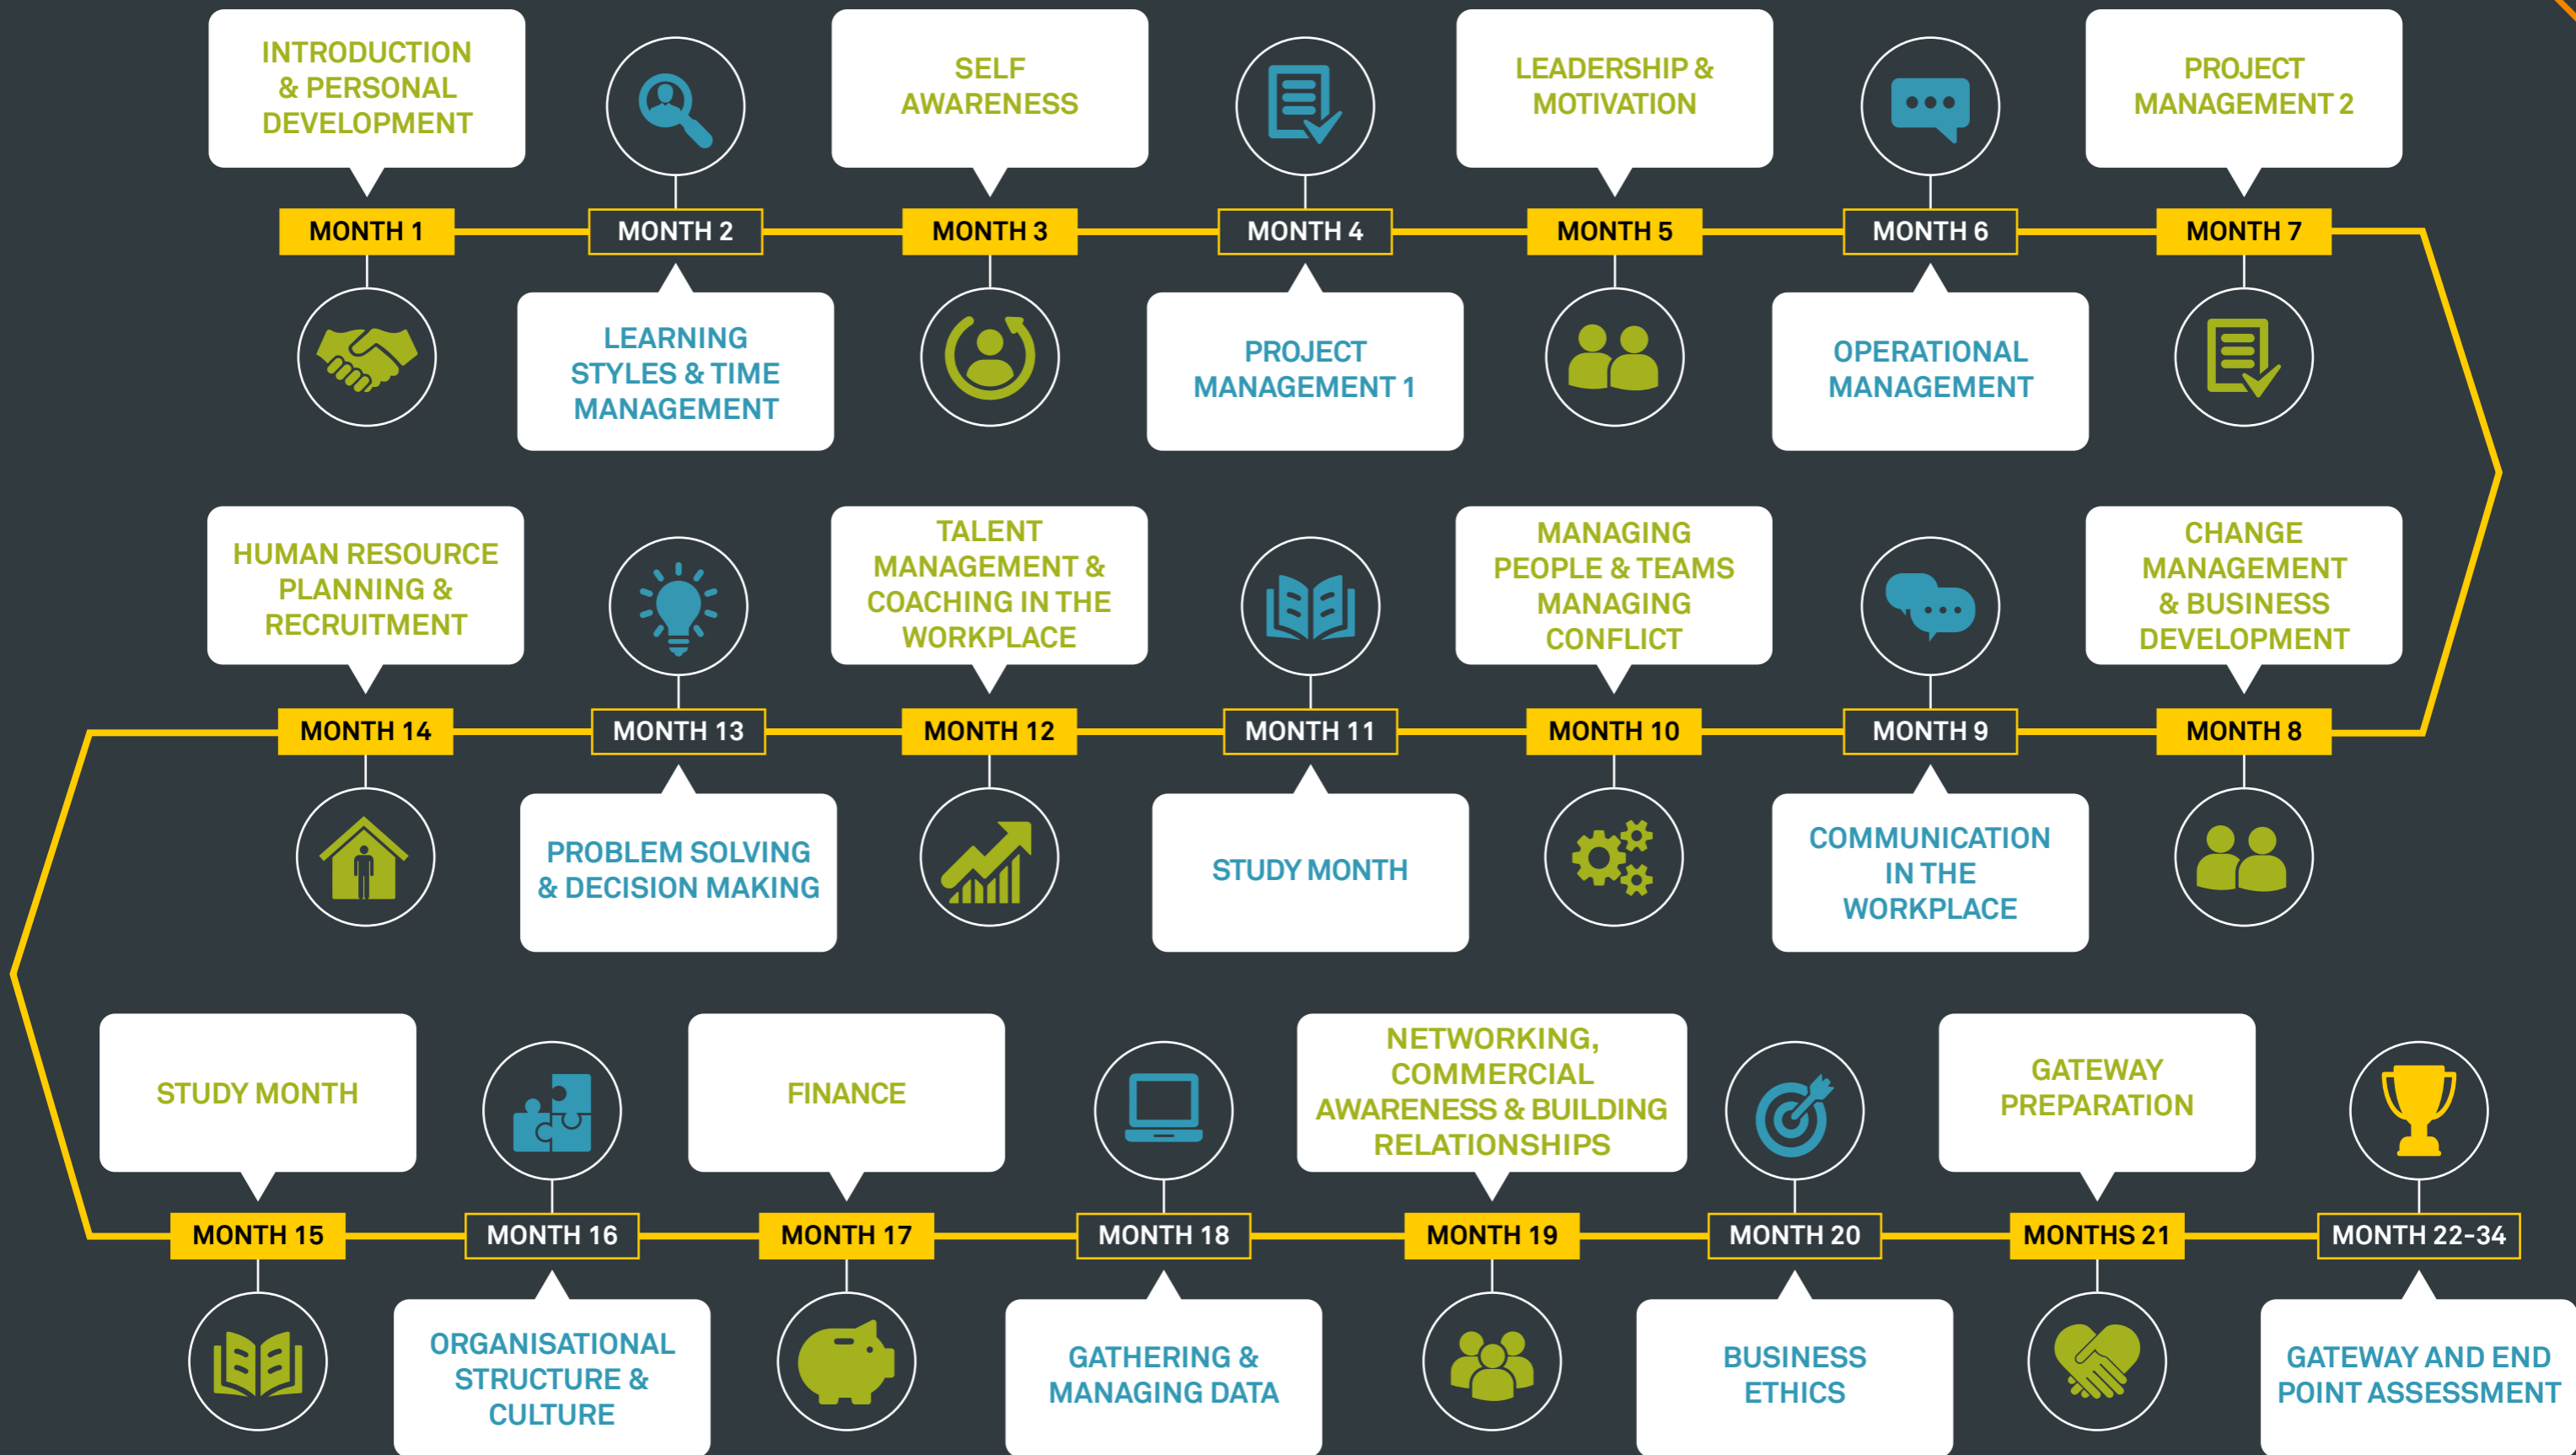 INTRODUCTION
& PERSONAL
DEVELOPMENT
SELF
AWARENESS
LEADERSHIP &
MOTIVATION
PROJECT
MANAGEMENT 2
MONTH 1
MONTH 2
MONTH 3
MONTH 4
MONTH 5
MONTH 6
MONTH 7
LEARNING
STYLES & TIME
MANAGEMENT
PROJECT
MANAGEMENT 1
OPERATIONAL
MANAGEMENT
HUMAN RESOURCE
PLANNING &
RECRUITMENT
TALENT
MANAGEMENT &
COACHING IN THE
WORKPLACE
MANAGING
PEOPLE & TEAMS
MANAGING
CONFLICT
CHANGE
MANAGEMENT
& BUSINESS
DEVELOPMENT
MONTH 14
MONTH 13
MONTH 12
MONTH 11
MONTH 10
MONTH 9
MONTH 8
PROBLEM SOLVING
& DECISION MAKING
STUDY MONTH
COMMUNICATION
IN THE
WORKPLACE
STUDY MONTH
FINANCE
NETWORKING,
COMMERCIAL
AWARENESS & BUILDING
RELATIONSHIPS
GATEWAY
PREPARATION
MONTH 15
MONTH 16
MONTH 17
MONTH 18
MONTH 19
MONTH 20
MONTHS 21
MONTH 22-34
ORGANISATIONAL
STRUCTURE &
CULTURE
GATHERING &
MANAGING DATA
BUSINESS
ETHICS
GATEWAY AND END
POINT ASSESSMENT